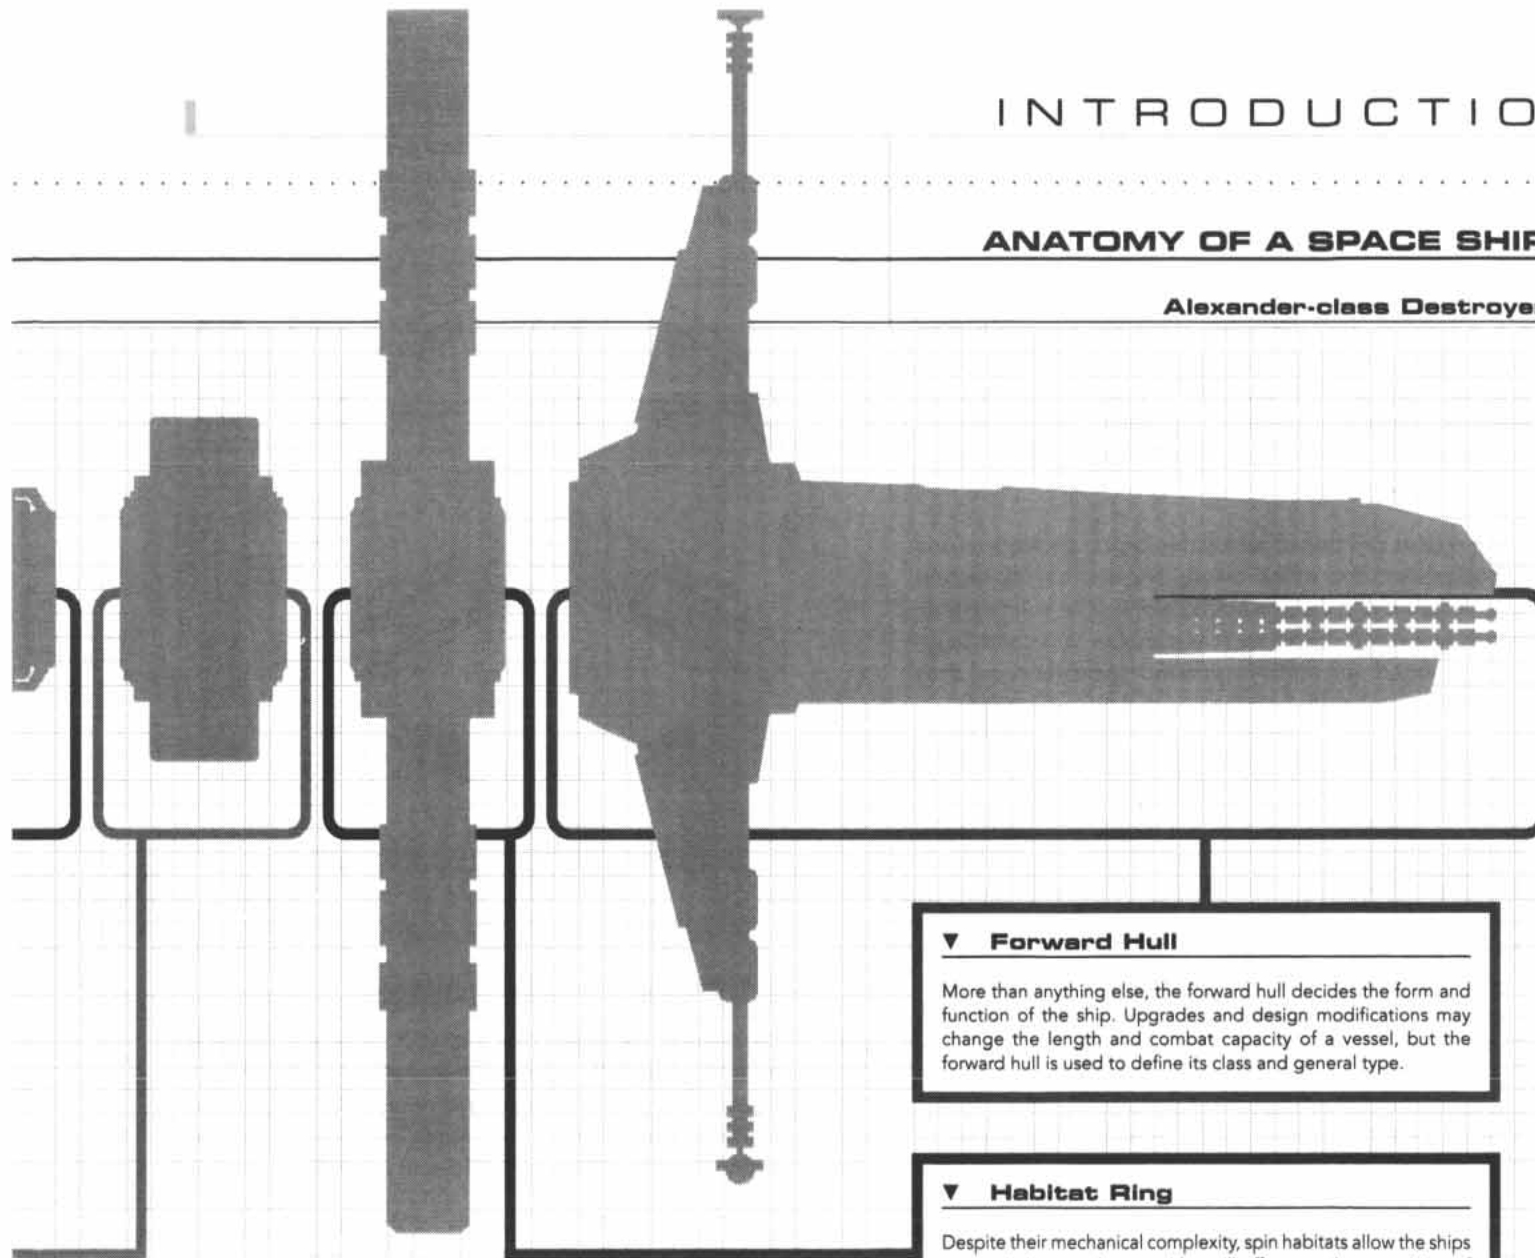 INTRODUCTIO
ANATOMY OF A SPACE SHIP
Alexander-class Destroye
▼ Forward Hull
More than anything else, the forward hull decides the form and
function of the ship. Upgrades and design modifications may
change the length and combat capacity of a vessel, but the
forward hull is used to define its class and general type.
▼ Habitat Ring
Despite their mechanical complexity, spin habitats allow the ships